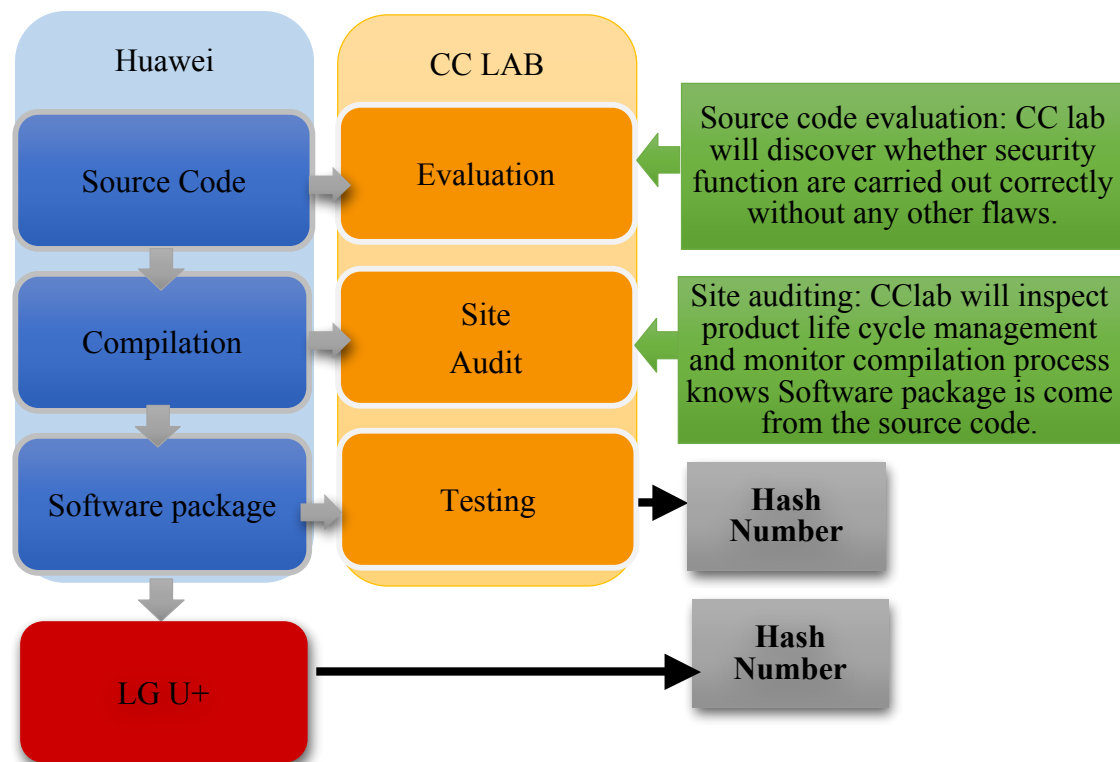 Huawei
CC LAB
Source Code
Evaluation
Source code evaluation: CC lab
will discover whether security
function are carried out correctly
without any other flaws.
Compilation
Site
Audit
Site auditing: CClab will inspect
product life cycle management
and monitor compilation process
knows Software package is come
from the source code.
Software package
Testing
Hash
Number
LG U+
Hash
Number